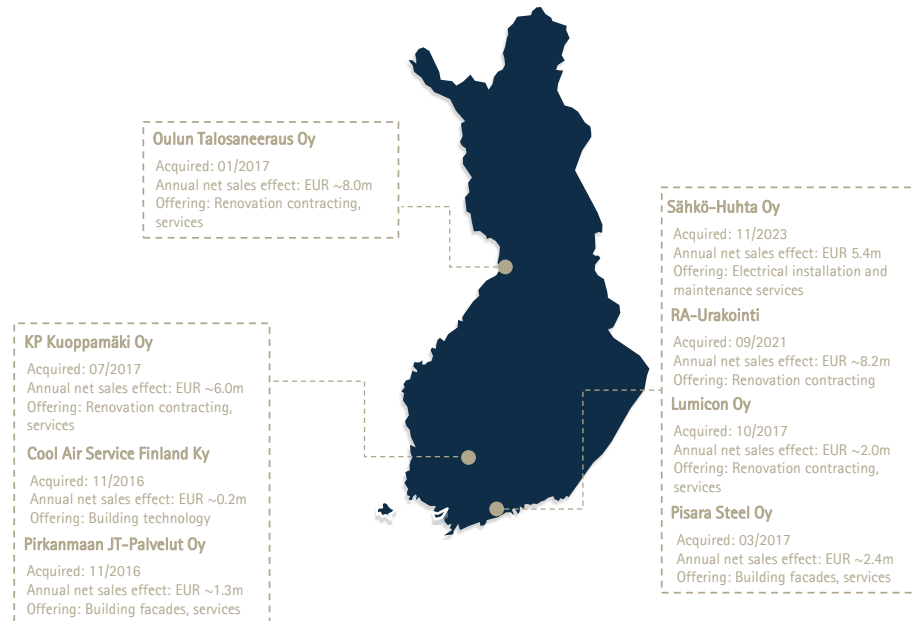 Oulun Talosaneeraus Oy
Acquired: 01/2017
Annual net sales effect: EUR ~8.0m
Offering: Renovation contracting,
services
KP Kuoppamäki Oy
Acquired: 07/2017
Annual net sales effect: EUR ~6.0m
Offering: Renovation contracting,
services
Cool Air Service Finland Ky
Acquired: 11/2016
Annual net sales effect: EUR ~0.2m
Offering: Building technology
Pirkanmaan JT-Palvelut Oy
Acquired: 11/2016
Annual net sales effect: EUR ~1.3m
Offering: Building facades, services
Sähkö-Huhta Oy
Acquired: 11/2023
Annual net sales effect: EUR 5.4m
Offering: Electrical installation and
maintenance services
RA-Urakointi
Acquired: 09/2021
Annual net sales effect: EUR ~8.2m
Offering: Renovation contracting
Lumicon Oy
Acquired: 10/2017
Annual net sales effect: EUR ~2.0m
Offering: Renovation contracting,
services
Pisara Steel Oy
Acquired: 03/2017
Annual net sales effect: EUR ~2.4m
Offering: Building facades, services